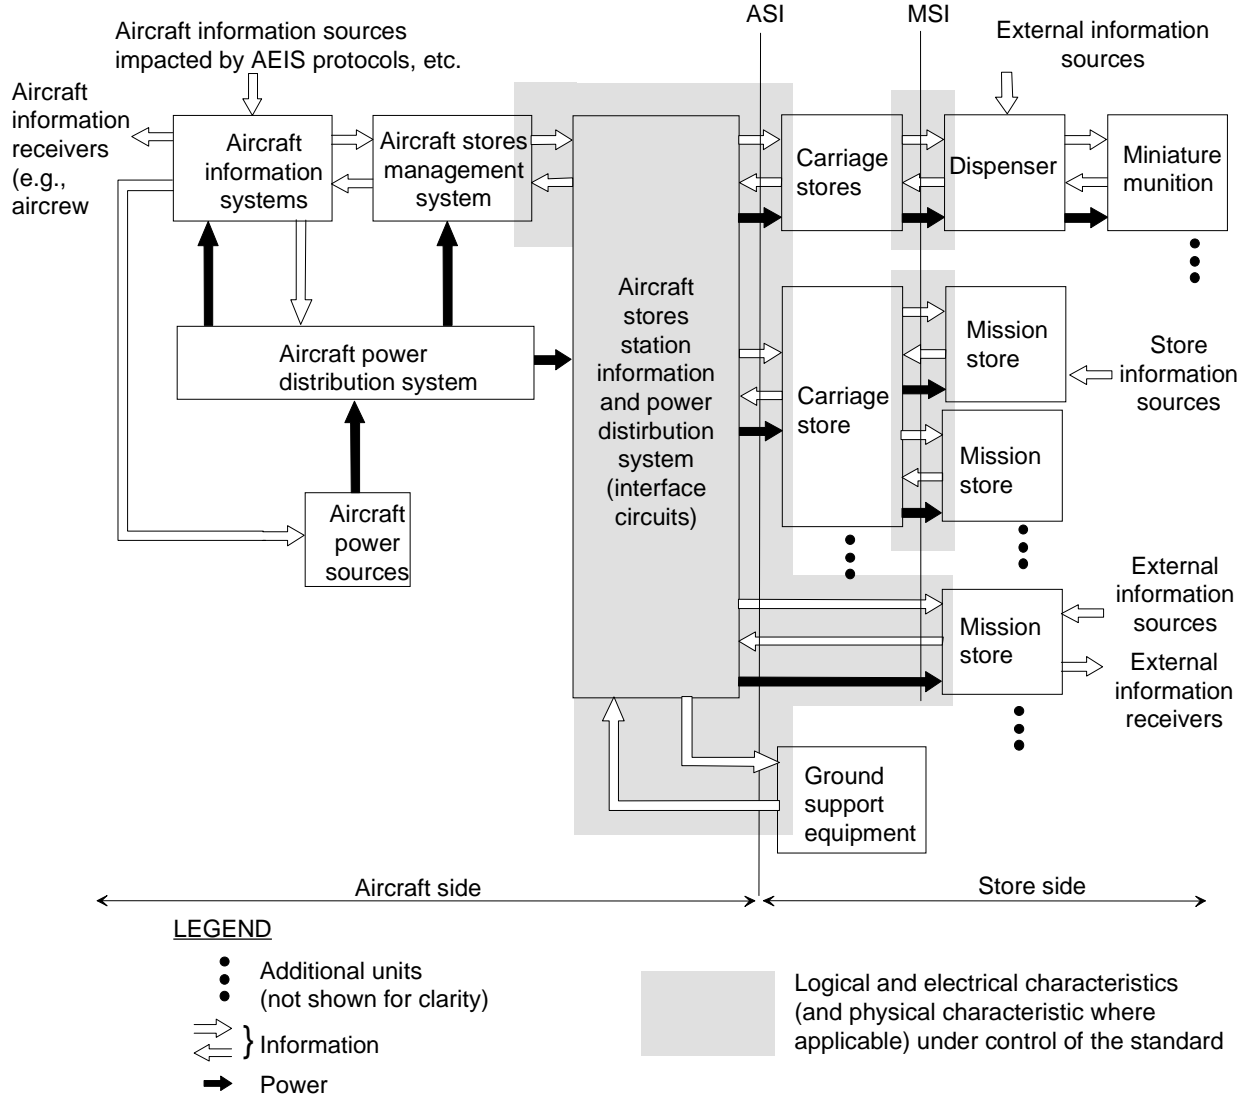 ASI
MSI
Aircraft information sources
impacted by AEIS protocols, etc.
External information
sources
Aircraft
information
receivers
(e.g.,
aircrew
Aircraft
information
systems
Aircraft stores
management
system
Carriage
stores
Dispenser
Miniature
munition
Aircraft
stores
station
information
and power
distirbution
system
(interface
circuits)
Aircraft power
distribution system
Carriage
store
Mission
store
Store
information
sources
Mission
store
Aircraft
power
sources
Mission
store
External
information
sources
External
information
receivers
Ground
support
equipment
Aircraft side
Store side
LEGEND
Additional units
(not shown for clarity)
} Information
Power
Logical and electrical characteristics
(and physical characteristic where
applicable) under control of the standard